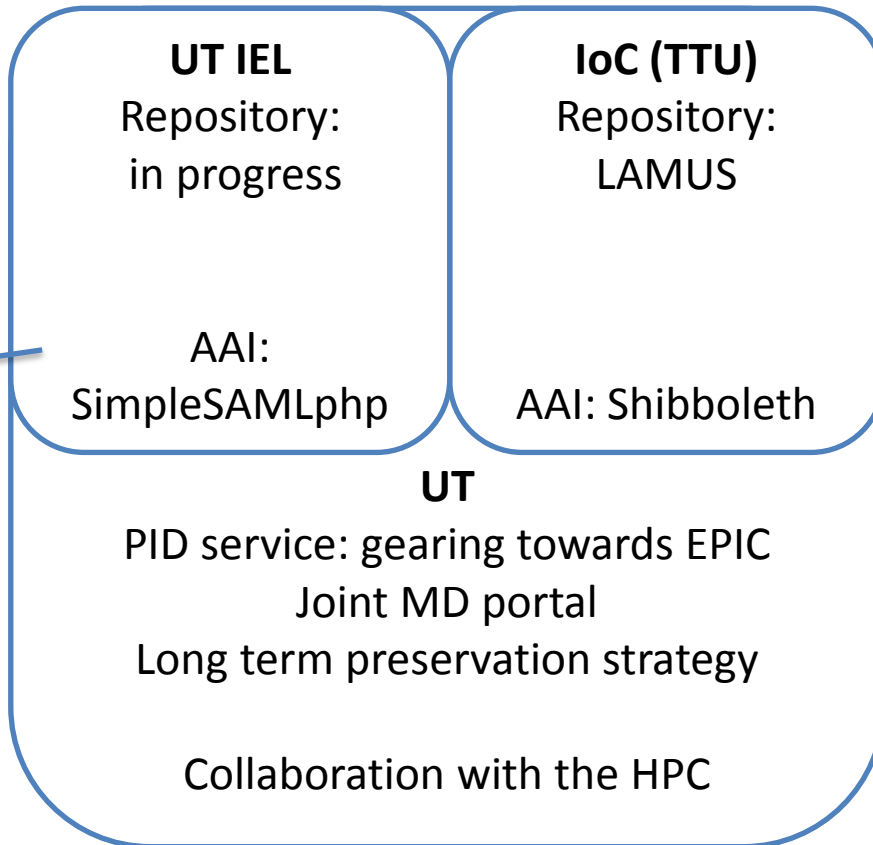 UT IEL
Repository:
in progress
AAI:
SimpleSAMLphp
IoC (TTU)
Repository:
LAMUS
AAI: Shibboleth
UT
PID service: gearing towards EPIC
Joint MD portal
Long term preservation strategy
Collaboration with the HPC